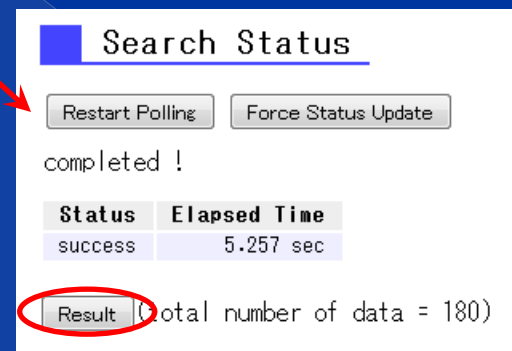 Search Status
Restart Polling Force Status Update
completed !
Status Elapsed Time
success 5.257 sec
Result (total number of data = 180)